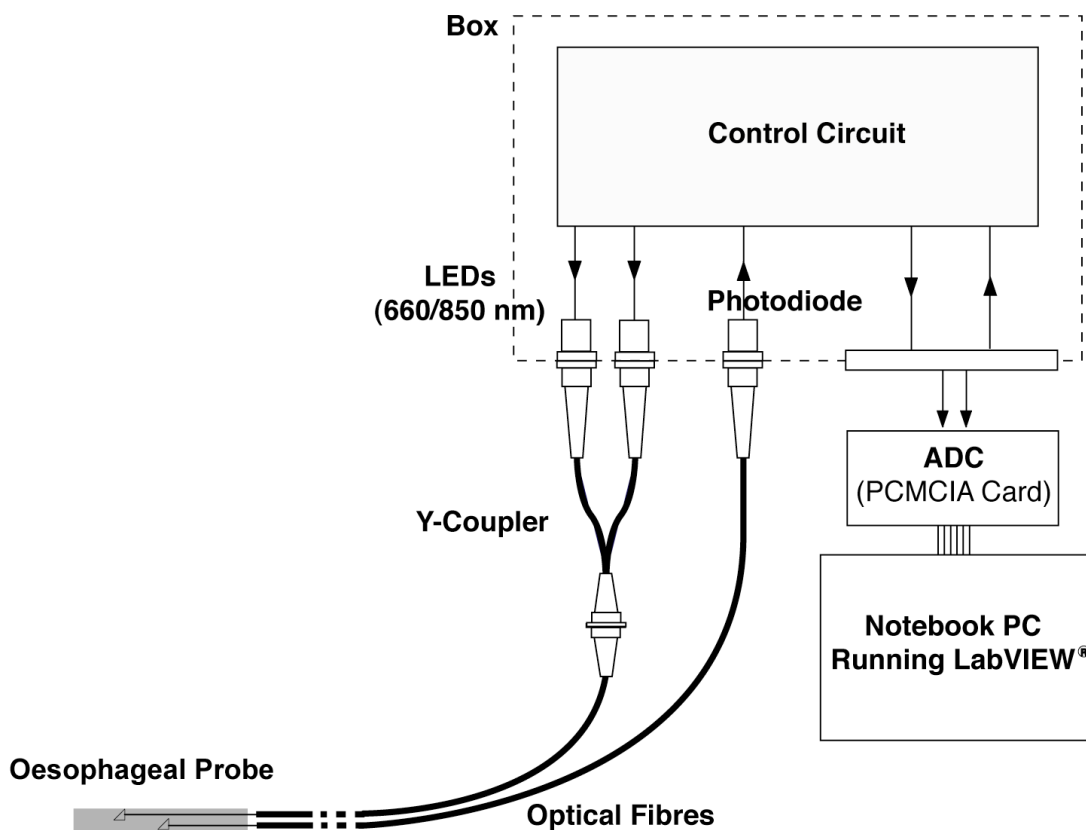 Box
Control Circuit
LEDs
(660/850 nm)
Photodiode
ADC
(PCMCIA Card)
Y-Coupler
Notebook PC
Running LabVIEW®
Oesophageal Probe
Optical Fibres